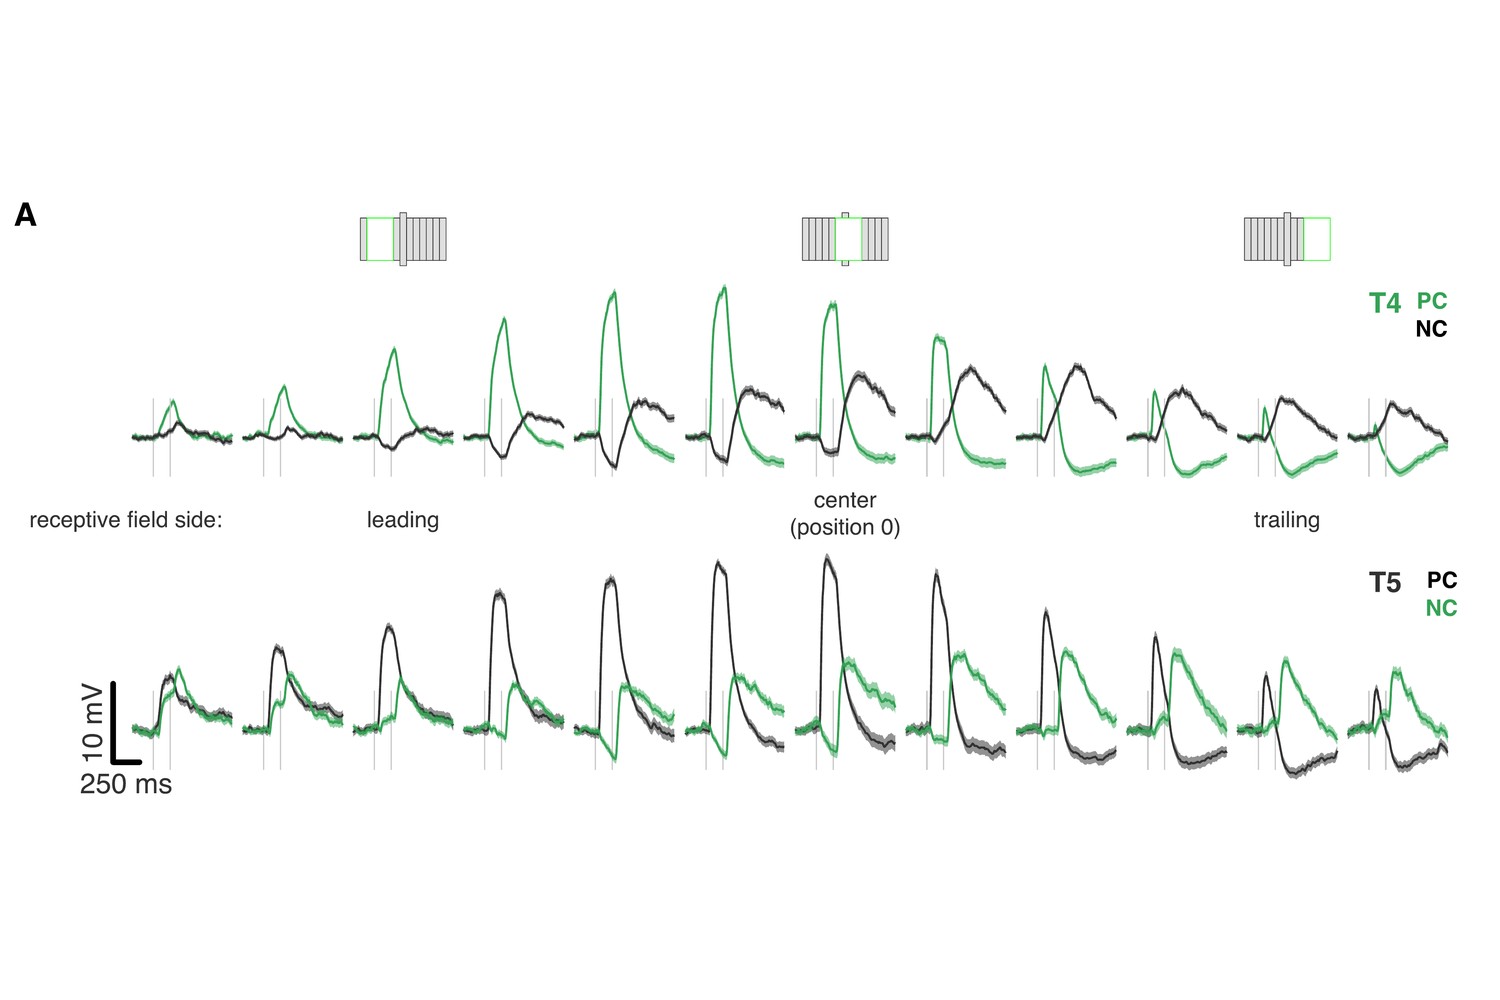 A
T4 PC
NC
center
receptive field side: leading (position 0) trailing
T5 PC
NC
10 mV
250 ms